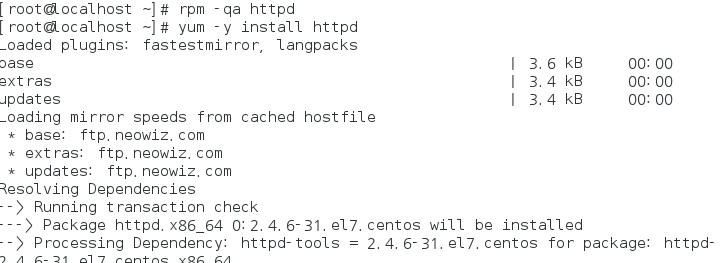 [root@localhost ~]# rpm -qa httpd
[root@localhost ~]# yum -y install httpd
Loaded plugins: fastestmirror, langpacks
base | 3.6 kB 00:00
extras | 3.4 kB 00:00
updates | 3.4 kB 00:00
Loading mirror speeds from cached hostfile
* base: ftp.neowiz.com
* extras: ftp.neowiz.com
* updates: ftp.neowiz.com
Resolving Dependencies
--> Running transaction check
---> Package httpd.x86_64 0:2.4.6-31.el7.centos will be installed
--> Processing Dependency: httpd-tools = 2.4.6-31.el7.centos for package: httpd-
2.4.6-31.el7.centos.x86_64